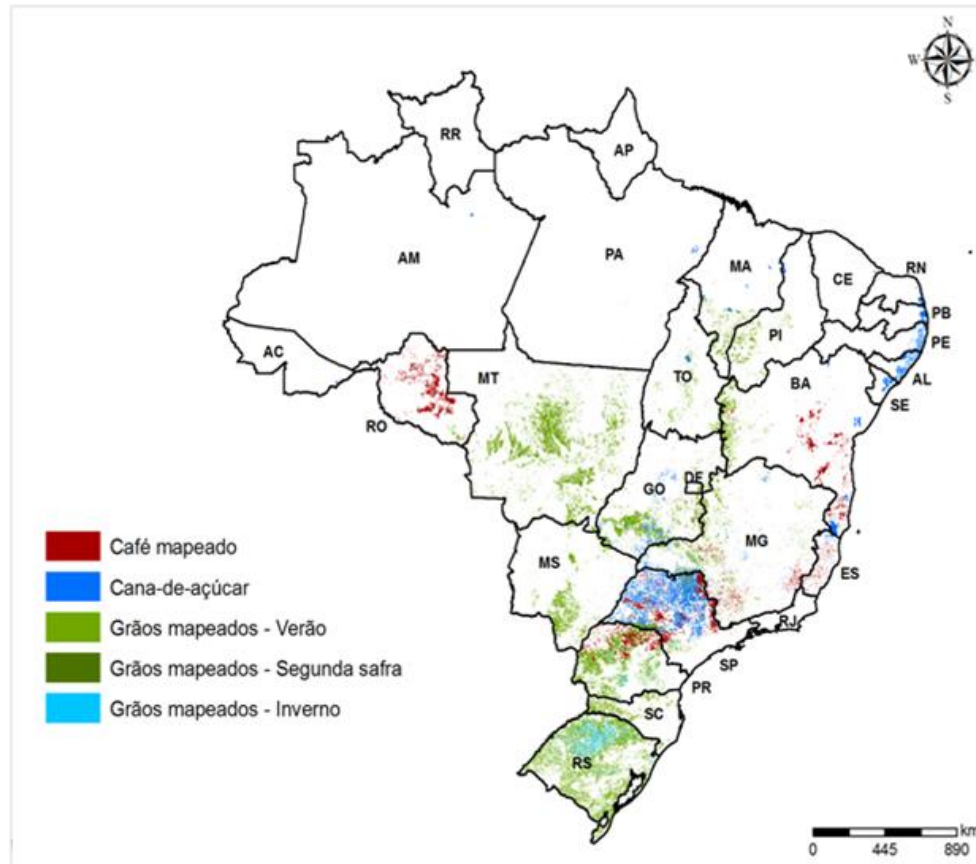 N
W E
S
RR
AP
AM
PA
MA
CE
RN
PB
PE
AL
SE
PI
AC
TO
BA
MT
RO
GO
DF
MG
MS
ES
RJ
SP
PR
SC
RS
Café mapeado
Cana-de-açúcar
Grãos mapeados - Verão
Grãos mapeados - Segunda safra
Grãos mapeados - Inverno
km
0 445 890